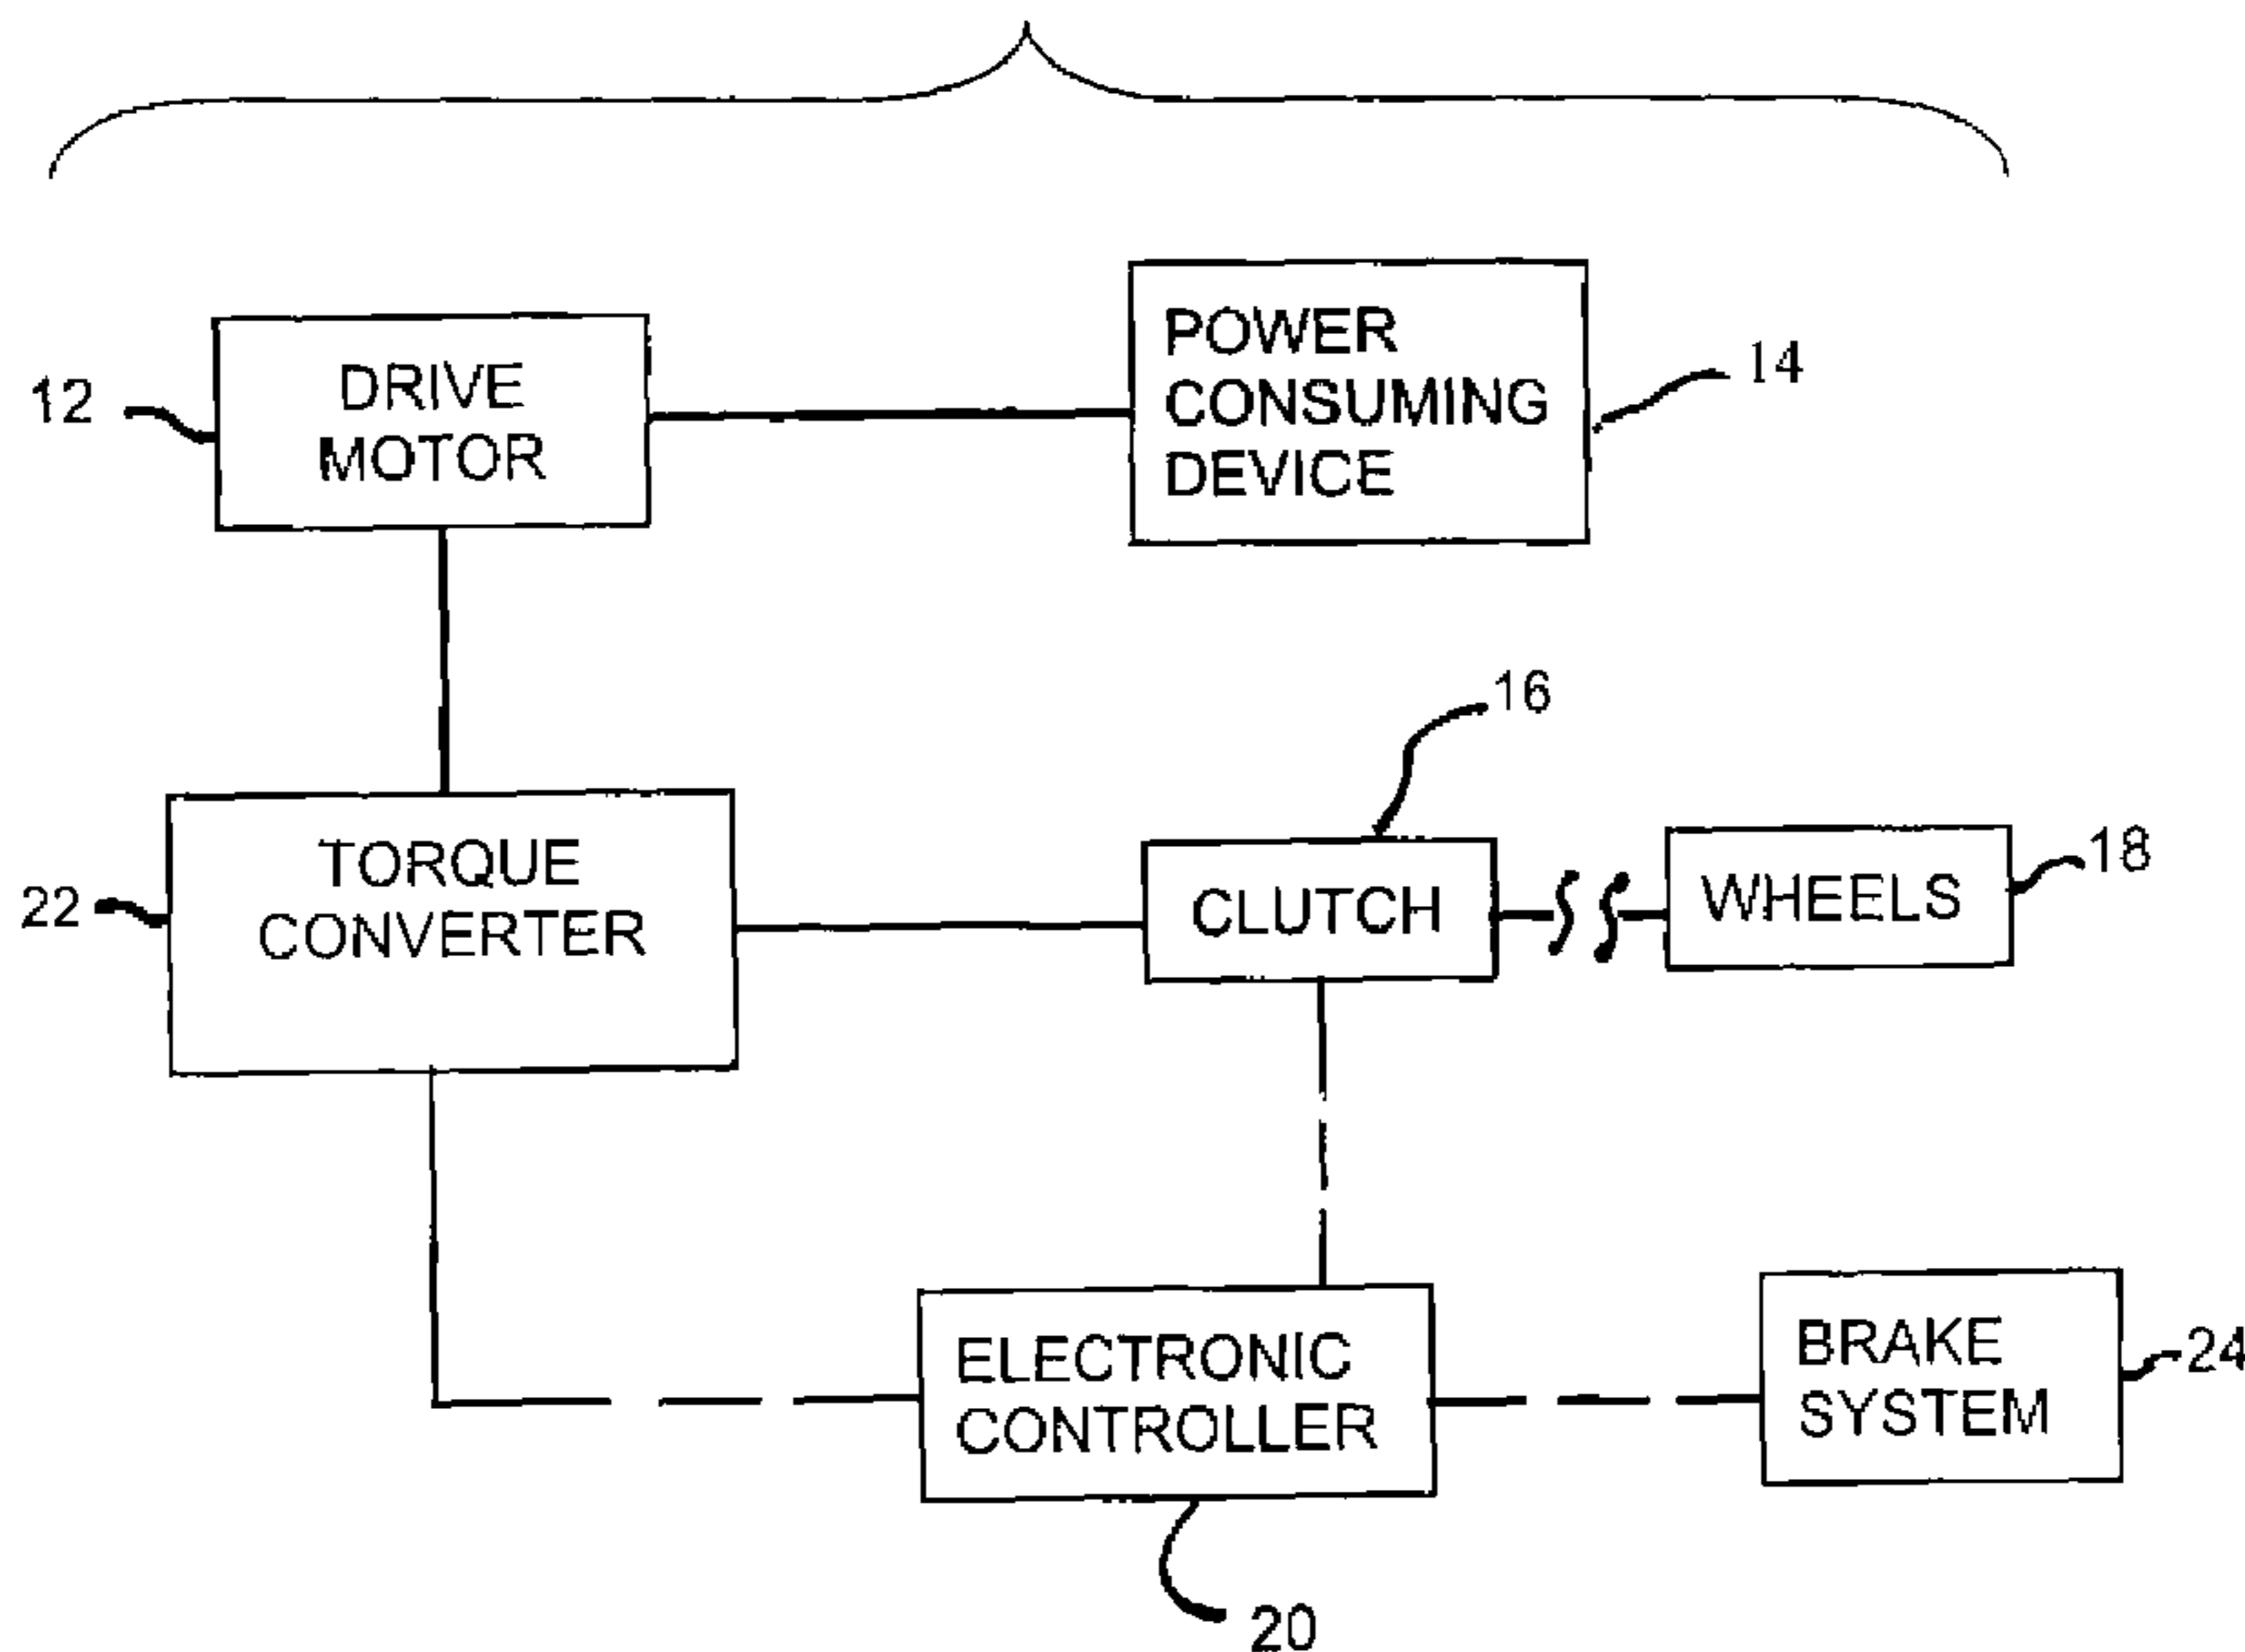 12
DRIVE
MOTOR
POWER
CONSUMING
DEVICE
14
16
22
TORQUE
CONVERTER
CLUTCH
WHEELS
18
ELECTRONIC
CONTROLLER
BRAKE
SYSTEM
24
20